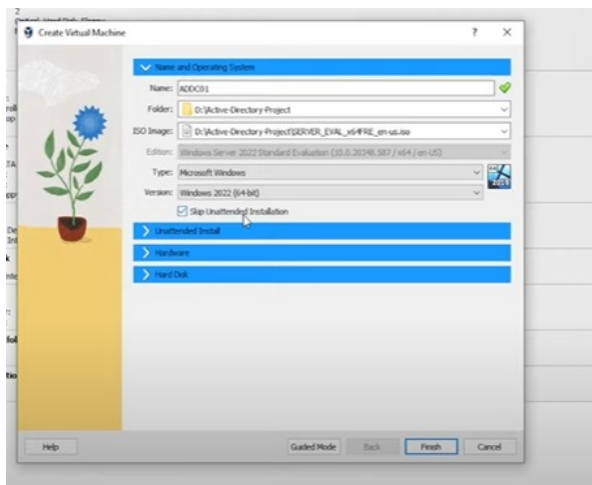 2
Create Virtual Machine
? ×
Name and Operating System
Name: ADDC01
Folder: D:\Active-Directory-Project
ISO Image: D:\Active-Directory-Project\SERVER_EVAL_x64FRE_en-us.iso
Edition: Windows Server 2022 Standard Evaluation (10.0.20348.587 / x64 / en-US)
Type: Microsoft Windows
Version: Windows 2022 (64-bit)
Skip Unattended Installation
Unattended Install
Hardware
Hard Disk
Help
Guided Mode
Back
Finish
Cancel